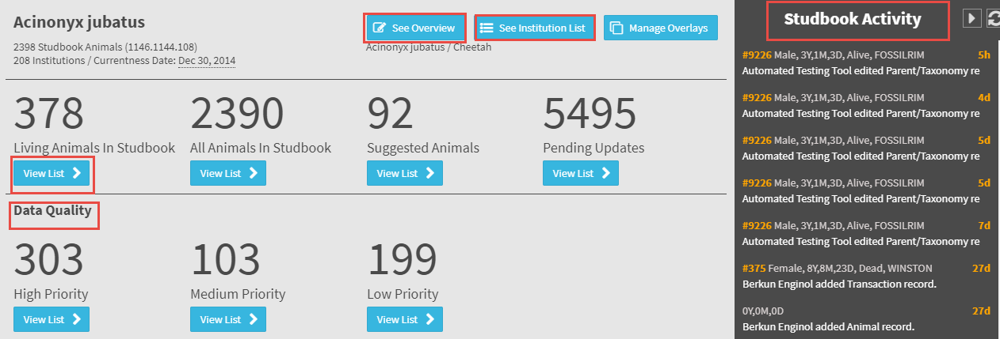 Acinonyx jubatus
2398 Studbook Animals (1146.1144.108)
208 Institutions / Currentness Date: Dec 30, 2014
See Overview
See Institution List
Manage Overlays
Acinonyx jubatus / Cheetah
378
Living Animals In Studbook
View List
2390
All Animals In Studbook
View List
92
Suggested Animals
View List
5495
Pending Updates
View List
Data Quality
303
High Priority
View List
103
Medium Priority
View List
199
Low Priority
View List
Studbook Activity
#9226 Male, 3Y,1M,3D, Alive, FOSSILRIM 5h
Automated Testing Tool edited Parent/Taxonomy re
#9226 Male, 3Y,1M,3D, Alive, FOSSILRIM 4d
Automated Testing Tool edited Parent/Taxonomy re
#9226 Male, 3Y,1M,3D, Alive, FOSSILRIM 5d
Automated Testing Tool edited Parent/Taxonomy re
#9226 Male, 3Y,1M,3D, Alive, FOSSILRIM 5d
Automated Testing Tool edited Parent/Taxonomy re
#9226 Male, 3Y,1M,3D, Alive, FOSSILRIM 7d
Automated Testing Tool edited Parent/Taxonomy re
#375 Female, 8Y,8M,23D, Dead, WINSTON 27d
Berkun Enginol added Transaction record.
0Y,0M,0D 27d
Berkun Enginol added Animal record.